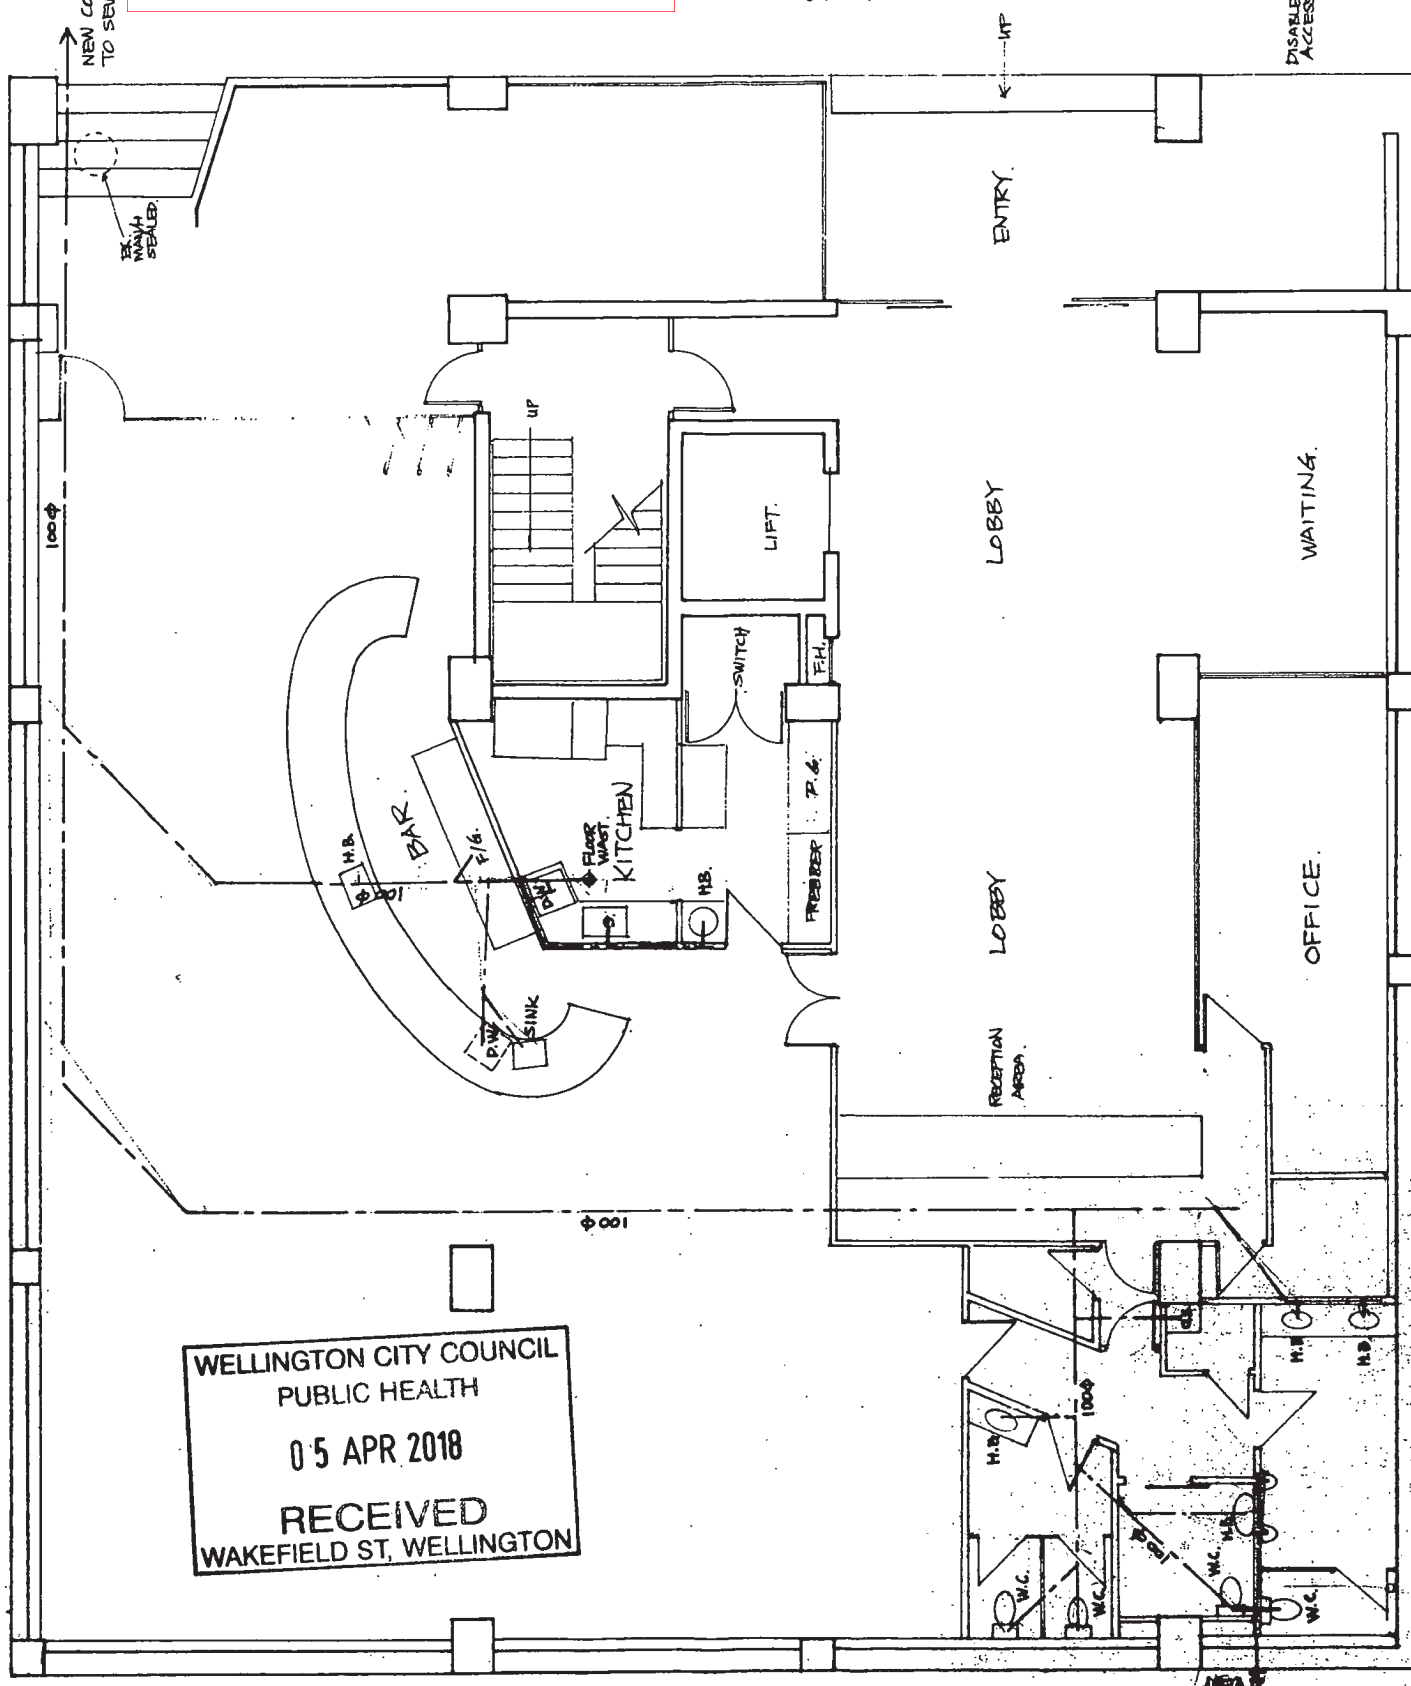 NEW CO
TO SEW
UP
DISABLE
ACCESS
EX.
MAN/H
SEALED.
ENTRY.
UP
100ϕ
LIFT.
LOBBY
WAITING.
SWITCH
F.H.
BAR.
H.B.
100ϕ
F/G.
FLOOR
WAST.
KITCHEN
P.G.
D.W.
S.
H.B.
FREEZER
LOBBY
OFFICE.
D.W.
SINK
RECEPTION
AREA.
100ϕ
WELLINGTON CITY COUNCIL
PUBLIC HEALTH
05 APR 2018
RECEIVED
WAKEFIELD ST, WELLINGTON
H.B.
H.B.
100ϕ
H.B.
H.B.
W.C.
W.C.
W.C.
W.C.